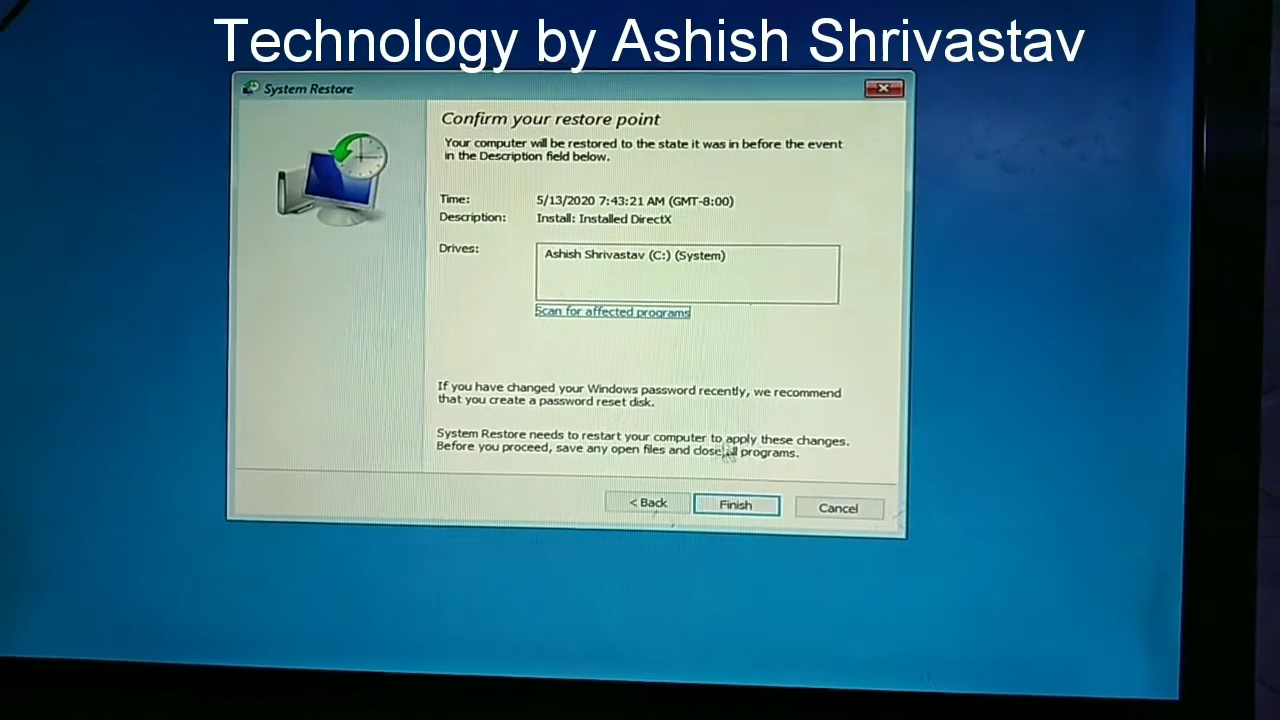 Technology by Ashish Shrivastav
System Restore
Confirm your restore point
Your computer will be restored to the state it was in before the event
in the Description field below.
Time: 5/13/2020 7:43:21 AM (GMT-8:00)
Description: Install: Installed DirectX
Drives: Ashish Shrivastav (C:) (System)
Scan for affected programs
If you have changed your Windows password recently, we recommend
that you create a password reset disk.
System Restore needs to restart your computer to apply these changes.
Before you proceed, save any open files and close all programs.
< Back Finish Cancel